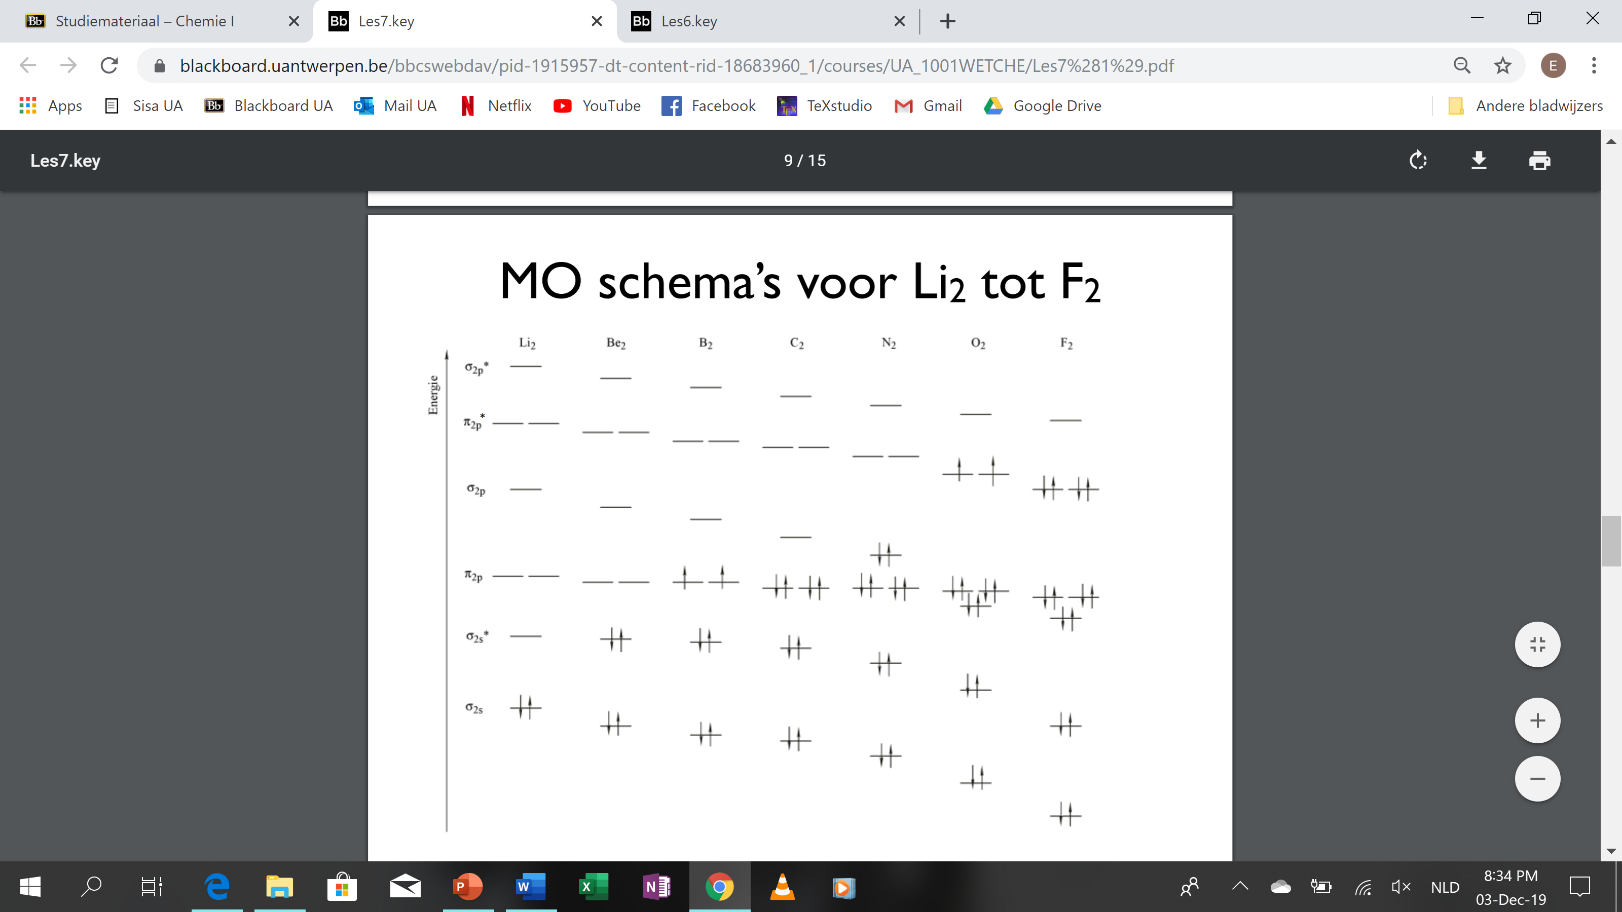 Studiemateriaal – Chemie I
Les7.key
Les6.key
blackboard.uantwerpen.be/bbcswebdav/pid-1915957-dt-content-rid-18683960_1/courses/UA_1001WETCHE/Les7%281%29.pdf
E
Apps Sisa UA Blackboard UA Mail UA Netflix YouTube Facebook TeXstudio Gmail Google Drive Andere bladwijzers
Les7.key 9 / 15
MO schema's voor Li2 tot F2
Li2 Be2 B2 C2 N2 O2 F2
Energie
σ2p*
π2p*
σ2p
π2p
σ2s*
σ2s
8:34 PM
NLD
03-Dec-19